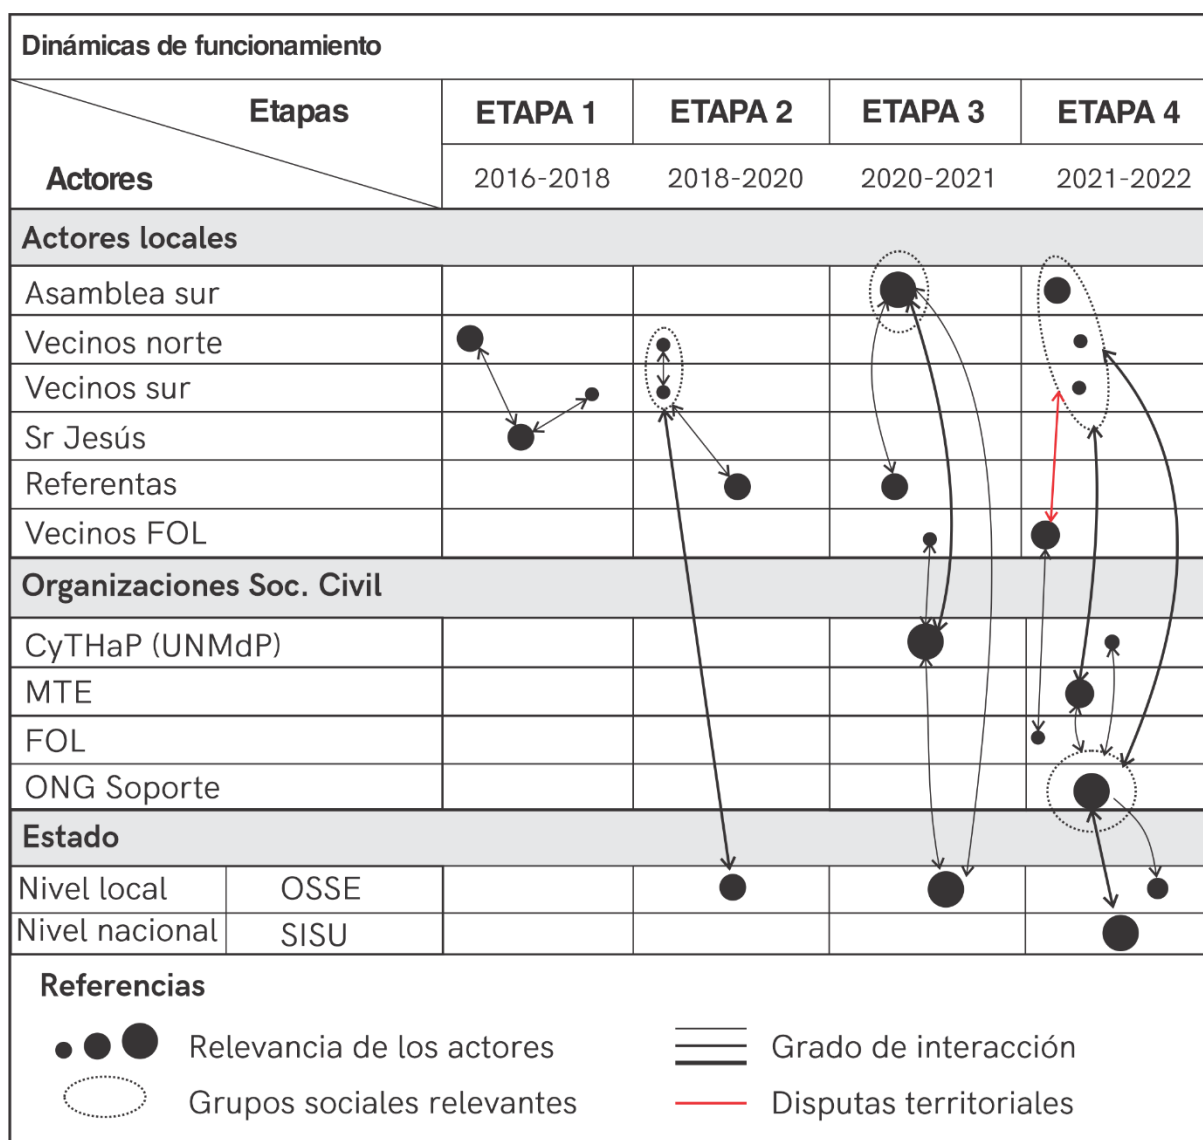 Dinámicas de funcionamiento
Etapas
ETAPA 1
ETAPA 2
ETAPA 3
ETAPA 4
Actores
2016-2018
2018-2020
2020-2021
2021-2022
Actores locales
Asamblea sur
Vecinos norte
Vecinos sur
Sr Jesús
Referentas
Vecinos FOL
Organizaciones Soc. Civil
CyTHaP (UNMdP)
MTE
FOL
ONG Soporte
Estado
Nivel local
OSSE
Nivel nacional
SISU
Referencias
Relevancia de los actores
Grado de interacción
Grupos sociales relevantes
Disputas territoriales